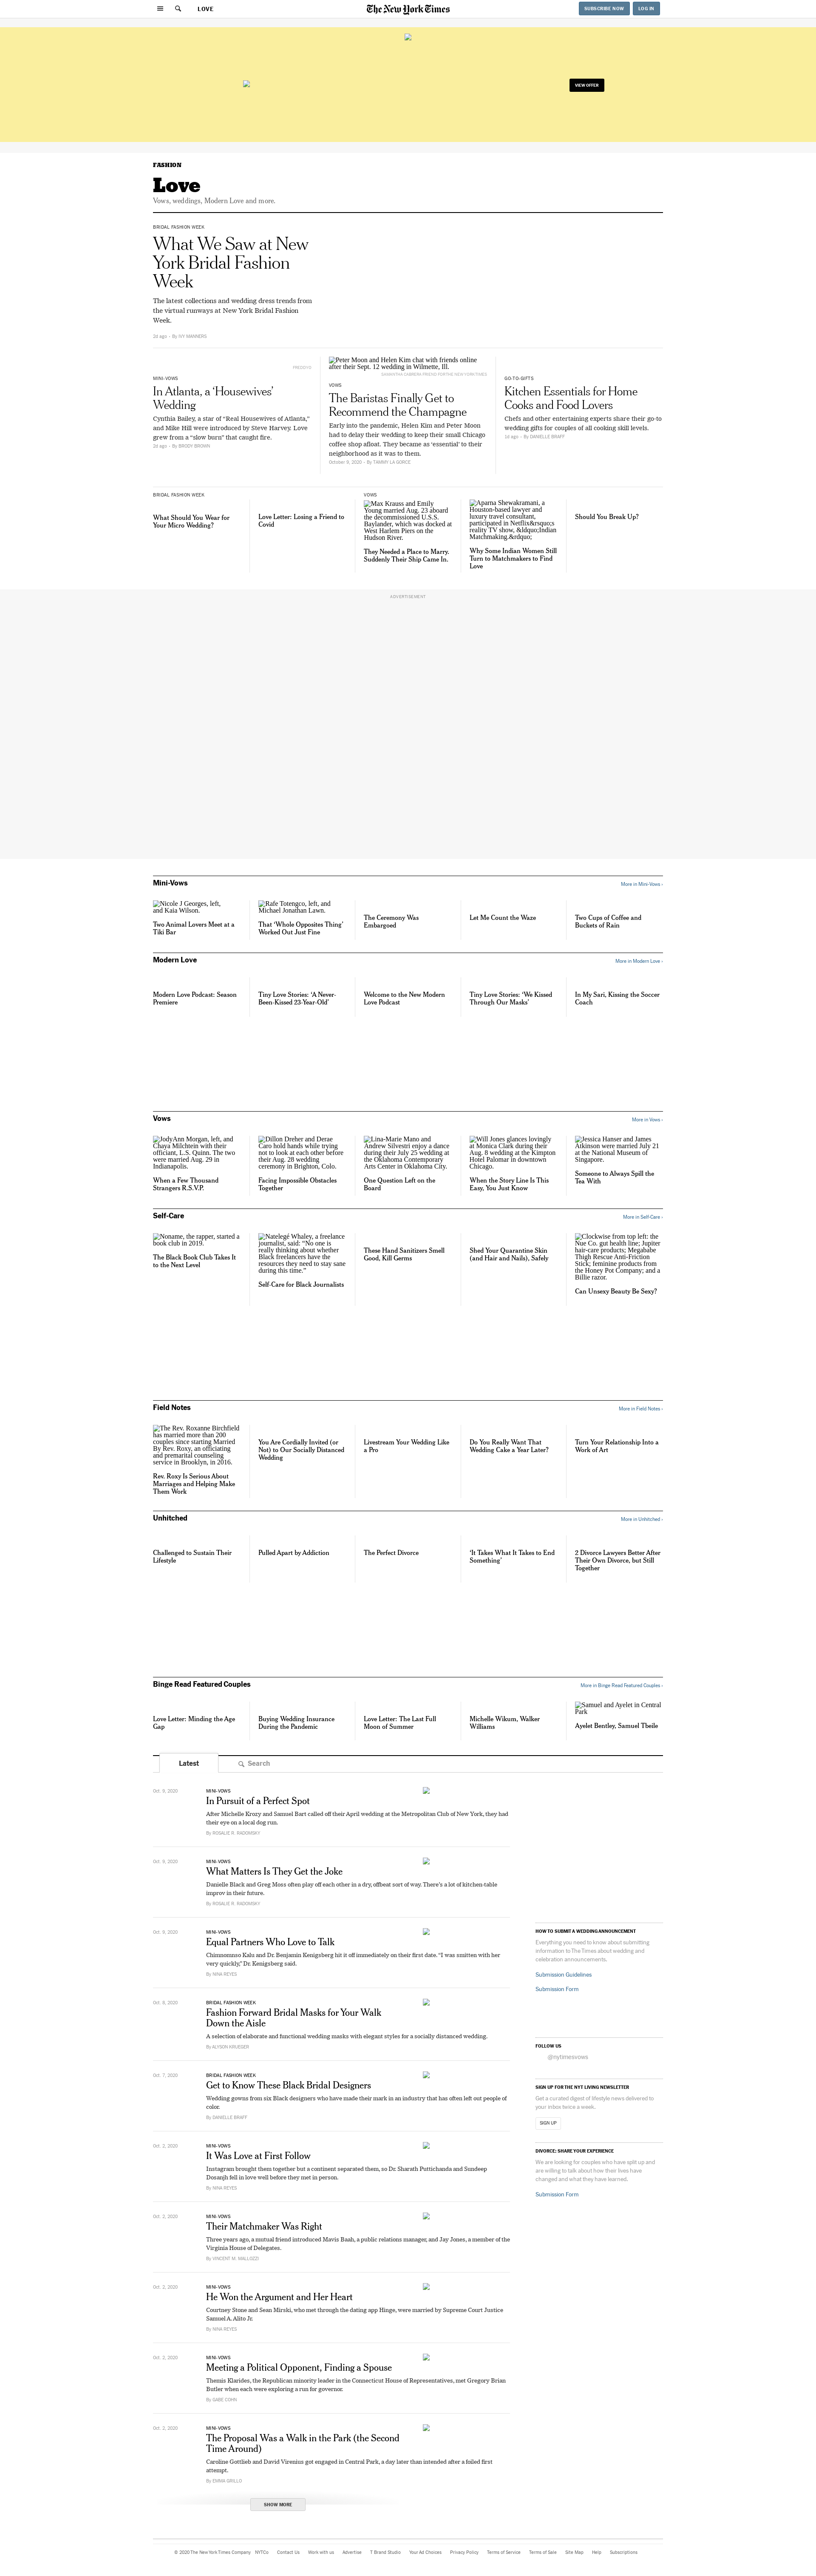 LOVE
The New York Times
SUBSCRIBE NOW
LOG IN
VIEW OFFER
FASHION
Love
Vows, weddings, Modern Love and more.
BRIDAL FASHION WEEK
What We Saw at New
York Bridal Fashion
Week
The latest collections and wedding dress trends from
the virtual runways at New York Bridal Fashion
Week.
2d ago - By IVY MANNERS
MINI-VOWS
In Atlanta, a ‘Housewives’
Wedding
Cynthia Bailey, a star of “Real Housewives of Atlanta,”
and Mike Hill were introduced by Steve Harvey. Love
grew from a “slow burn” that caught fire.
2d ago - By BRODY BROWN
Peter Moon and Helen Kim chat with friends online
after their Sept. 12 wedding in Wilmette, Ill.
VOWS
The Baristas Finally Get to
Recommend the Champagne
Early into the pandemic, Helen Kim and Peter Moon
had to delay their wedding to keep their small Chicago
coffee shop afloat. They became as ‘essential’ to their
neighborhood as it was to them.
October 9, 2020 - By TAMMY LA GORCE
GO-TO-GIFTS
Kitchen Essentials for Home
Cooks and Food Lovers
Chefs and other entertaining experts share their go-to
wedding gifts for couples of all cooking skill levels.
1d ago - By DANIELLE BRAFF
BRIDAL FASHION WEEK
What Should You Wear for
Your Micro Wedding?
Love Letter: Losing a Friend to
Covid
VOWS
Max Krauss and Emily
Young married Aug. 23 aboard
the decommissioned U.S.S.
Baylander, which was docked at
West Harlem Piers on the
Hudson River.
They Needed a Place to Marry.
Suddenly Their Ship Came In.
Aparna Shewakramani, a
Houston-based lawyer and
luxury travel consultant,
participated in Netflix&rsquo;s
reality TV show, &ldquo;Indian
Matchmaking.&rdquo;
Why Some Indian Women Still
Turn to Matchmakers to Find
Love
Should You Break Up?
ADVERTISEMENT
Mini-Vows
More in Mini-Vows ›
Nicole J Georges, left,
and Kaia Wilson.
Two Animal Lovers Meet at a
Tiki Bar
Rafe Totengco, left, and
Michael Jonathan Lawn.
That ‘Whole Opposites Thing’
Worked Out Just Fine
The Ceremony Was
Embargoed
Let Me Count the Waze
Two Cups of Coffee and
Buckets of Rain
Modern Love
More in Modern Love ›
Modern Love Podcast: Season
Premiere
Tiny Love Stories: ‘A Never-
Been-Kissed 23-Year-Old’
Welcome to the New Modern
Love Podcast
Tiny Love Stories: ‘We Kissed
Through Our Masks’
In My Sari, Kissing the Soccer
Coach
Vows
More in Vows ›
JodyAnn Morgan, left, and
Chaya Milchtein with their
officiant, L.S. Quinn. The two
were married Aug. 29 in
Indianapolis.
When a Few Thousand
Strangers R.S.V.P.
Dillon Dreher and Derae
Caro hold hands while trying
not to look at each other before
their Aug. 28 wedding
ceremony in Brighton, Colo.
Facing Impossible Obstacles
Together
Lina-Marie Mano and
Andrew Silvestri enjoy a dance
during their July 25 wedding at
the Oklahoma Contemporary
Arts Center in Oklahoma City.
One Question Left on the
Board
Will Jones glances lovingly
at Monica Clark during their
Aug. 8 wedding at the Kimpton
Hotel Palomar in downtown
Chicago.
When the Story Line Is This
Easy, You Just Know
Jessica Hanser and James
Atkinson were married July 21
at the National Museum of
Singapore.
Someone to Always Spill the
Tea With
Self-Care
More in Self-Care ›
Noname, the rapper, started a
book club in 2019.
The Black Book Club Takes It
to the Next Level
Natelegé Whaley, a freelance
journalist, said: “No one is
really thinking about whether
Black freelancers have the
resources they need to stay sane
during this time.”
Self-Care for Black Journalists
These Hand Sanitizers Smell
Good, Kill Germs
Shed Your Quarantine Skin
(and Hair and Nails), Safely
Clockwise from top left: the
Nue Co. gut health line; Jupiter
hair-care products; Megababe
Thigh Rescue Anti-Friction
Stick; feminine products from
the Honey Pot Company; and a
Billie razor.
Can Unsexy Beauty Be Sexy?
Field Notes
More in Field Notes ›
The Rev. Roxanne Birchfield
has married more than 200
couples since starting Married
By Rev. Roxy, an officiating
and premarital counseling
service in Brooklyn, in 2016.
Rev. Roxy Is Serious About
Marriages and Helping Make
Them Work
You Are Cordially Invited (or
Not) to Our Socially Distanced
Wedding
Livestream Your Wedding Like
a Pro
Do You Really Want That
Wedding Cake a Year Later?
Turn Your Relationship Into a
Work of Art
Unhitched
More in Unhitched ›
Challenged to Sustain Their
Lifestyle
Pulled Apart by Addiction
The Perfect Divorce
‘It Takes What It Takes to End
Something’
2 Divorce Lawyers Better After
Their Own Divorce, but Still
Together
Binge Read Featured Couples
More in Binge Read Featured Couples ›
Love Letter: Minding the Age
Gap
Buying Wedding Insurance
During the Pandemic
Love Letter: The Last Full
Moon of Summer
Michelle Wikum, Walker
Williams
Samuel and Ayelet in Central
Park
Ayelet Bentley, Samuel Tbeile
Latest
Search
Oct. 9, 2020
MINI-VOWS
In Pursuit of a Perfect Spot
After Michelle Krozy and Samuel Bart called off their April wedding at the Metropolitan Club of New York, they had
their eye on a local dog run.
By ROSALIE R. RADOMSKY
Oct. 9, 2020
MINI-VOWS
What Matters Is They Get the Joke
Danielle Black and Greg Moss often play off each other in a dry, offbeat sort of way. There’s a lot of kitchen-table
improv in their future.
By ROSALIE R. RADOMSKY
Oct. 9, 2020
MINI-VOWS
Equal Partners Who Love to Talk
Chinmomnso Kalu and Dr. Benjamin Kenigsberg hit it off immediately on their first date. “I was smitten with her
very quickly,” Dr. Kenigsberg said.
By NINA REYES
Oct. 8, 2020
BRIDAL FASHION WEEK
Fashion Forward Bridal Masks for Your Walk
Down the Aisle
A selection of elaborate and functional wedding masks with elegant styles for a socially distanced wedding.
By ALYSON KRUEGER
Oct. 7, 2020
BRIDAL FASHION WEEK
Get to Know These Black Bridal Designers
Wedding gowns from six Black designers who have made their mark in an industry that has often left out people of
color.
By DANIELLE BRAFF
Oct. 2, 2020
MINI-VOWS
It Was Love at First Follow
Instagram brought them together but a continent separated them, so Dr. Sharath Puttichanda and Sundeep
Dosanjh fell in love well before they met in person.
By NINA REYES
Oct. 2, 2020
MINI-VOWS
Their Matchmaker Was Right
Three years ago, a mutual friend introduced Mavis Baah, a public relations manager, and Jay Jones, a member of the
Virginia House of Delegates.
By VINCENT M. MALLOZZI
Oct. 2, 2020
MINI-VOWS
He Won the Argument and Her Heart
Courtney Stone and Sean Mirski, who met through the dating app Hinge, were married by Supreme Court Justice
Samuel A. Alito Jr.
By NINA REYES
Oct. 2, 2020
MINI-VOWS
Meeting a Political Opponent, Finding a Spouse
Themis Klarides, the Republican minority leader in the Connecticut House of Representatives, met Gregory Brian
Butler when each were exploring a run for governor.
By GABE COHN
Oct. 2, 2020
MINI-VOWS
The Proposal Was a Walk in the Park (the Second
Time Around)
Caroline Gottlieb and David Virenius got engaged in Central Park, a day later than intended after a failed first
attempt.
By EMMA GRILLO
SHOW MORE
HOW TO SUBMIT A WEDDING ANNOUNCEMENT
Everything you need to know about submitting
information to The Times about wedding and
celebration announcements.
Submission Guidelines
Submission Form
FOLLOW US
@nytimesvows
SIGN UP FOR THE NYT LIVING NEWSLETTER
Get a curated digest of lifestyle news delivered to
your inbox twice a week.
SIGN UP
DIVORCE: SHARE YOUR EXPERIENCE
We are looking for couples who have split up and
are willing to talk about how their lives have
changed and what they have learned.
Submission Form
© 2020 The New York Times Company
NYTCo
Contact Us
Work with us
Advertise
T Brand Studio
Your Ad Choices
Privacy Policy
Terms of Service
Terms of Sale
Site Map
Help
Subscriptions